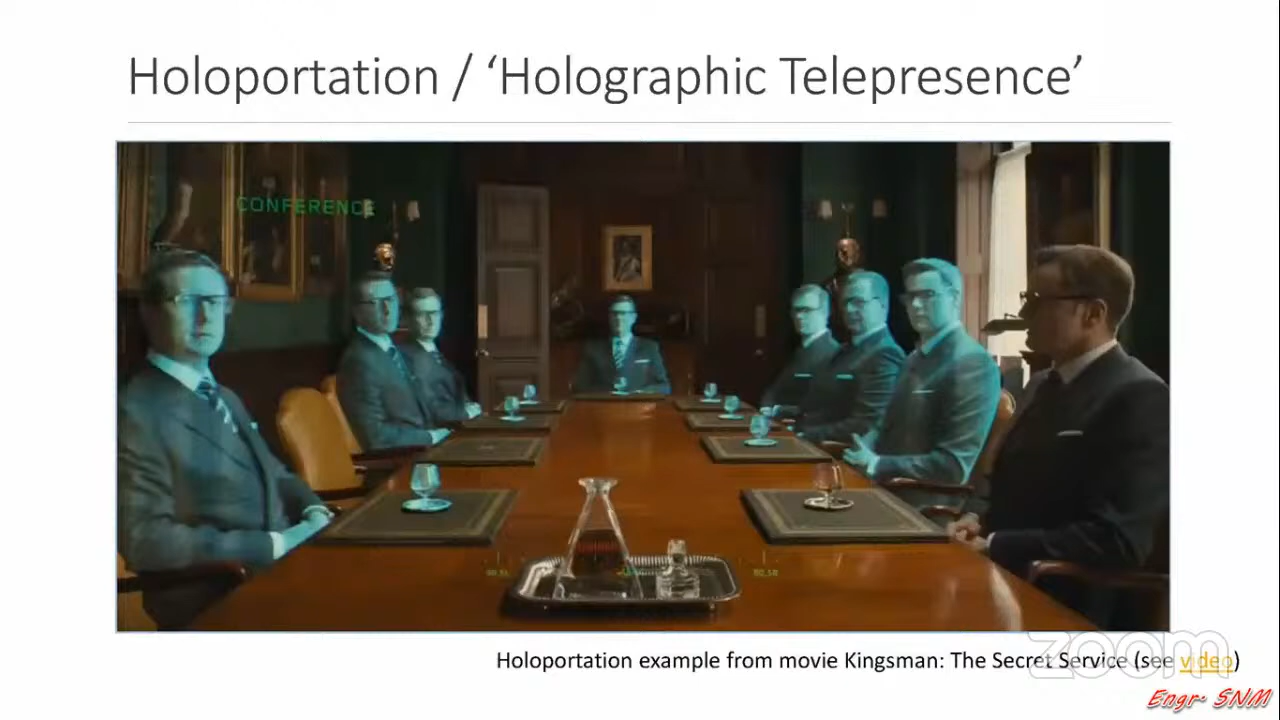 Holoportation / ‘Holographic Telepresence’
CONFERENCE
Holoportation example from movie Kingsman: The Secret Service (see video)
zoom
Engr. SNM